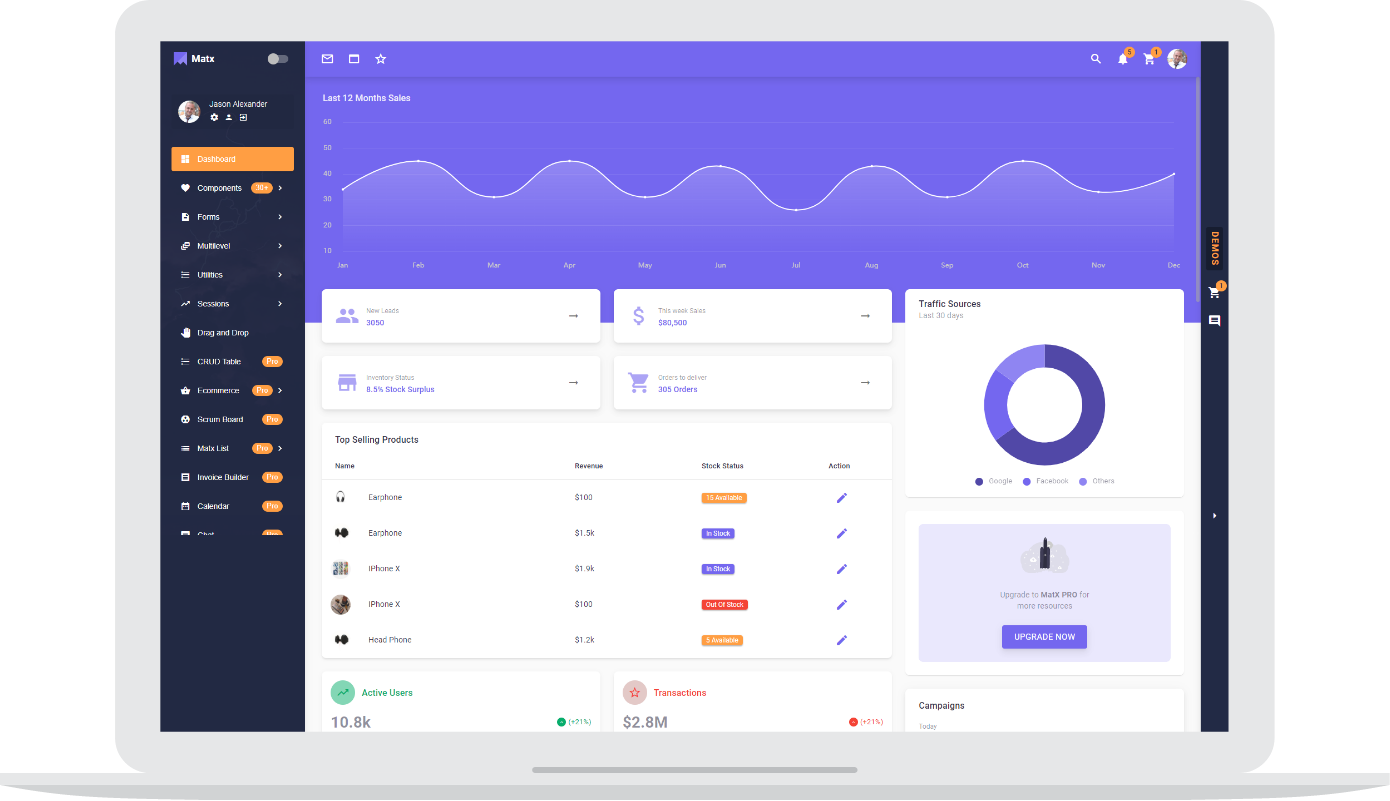 Matx
5
1
Jason Alexander
Dashboard
Components 30+
Forms
Multilevel
Utilities
Sessions
Drag and Drop
CRUD Table Pro
Ecommerce Pro
Scrum Board Pro
Matx List Pro
Invoice Builder Pro
Calendar Pro
Chat Pro
Last 12 Months Sales
60
50
40
30
20
10
Jan Feb Mar Apr May Jun Jul Aug Sep Oct Nov Dec
DEMOS
1
New Leads
3050
This week Sales
$80,500
Inventory Status
8.5% Stock Surplus
Orders to deliver
305 Orders
Traffic Sources
Last 30 days
Google Facebook Others
Top Selling Products
Name Revenue Stock Status Action
Earphone $100 15 Available
Earphone $1.5k In Stock
IPhone X $1.9k In Stock
IPhone X $100 Out Of Stock
Head Phone $1.2k 5 Available
Upgrade to MatX PRO for
more resources
UPGRADE NOW
Active Users
10.8k (+21%)
Transactions
$2.8M (+21%)
Campaigns
Today